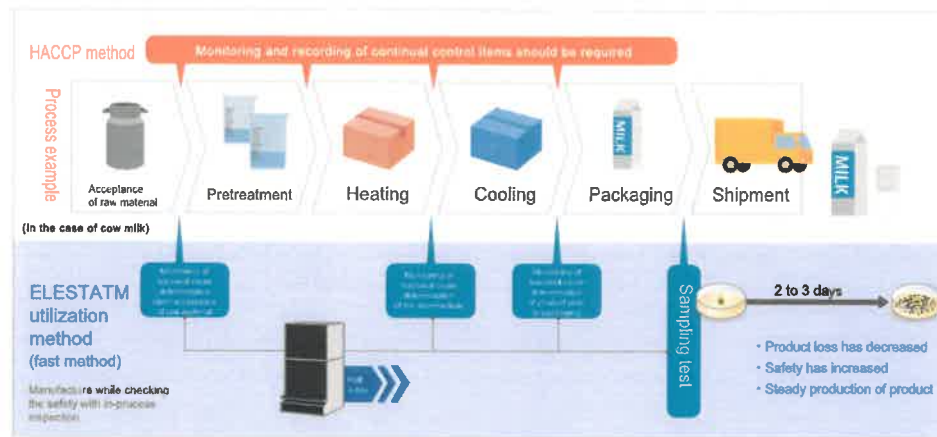 HACCP method
Monitoring and recording of continual control items should be required
Process example
Acceptance
of raw material
Pretreatment
Heating
Cooling
Packaging
Shipment
MILK
MILK
(In the case of cow milk)
ELESTATM
utilization
method
(fast method)
Manufacture while checking
the safety with in-process
inspection
Sampling test
2 to 3 days
・Product loss has decreased
・Safety has increased
・Steady production of product